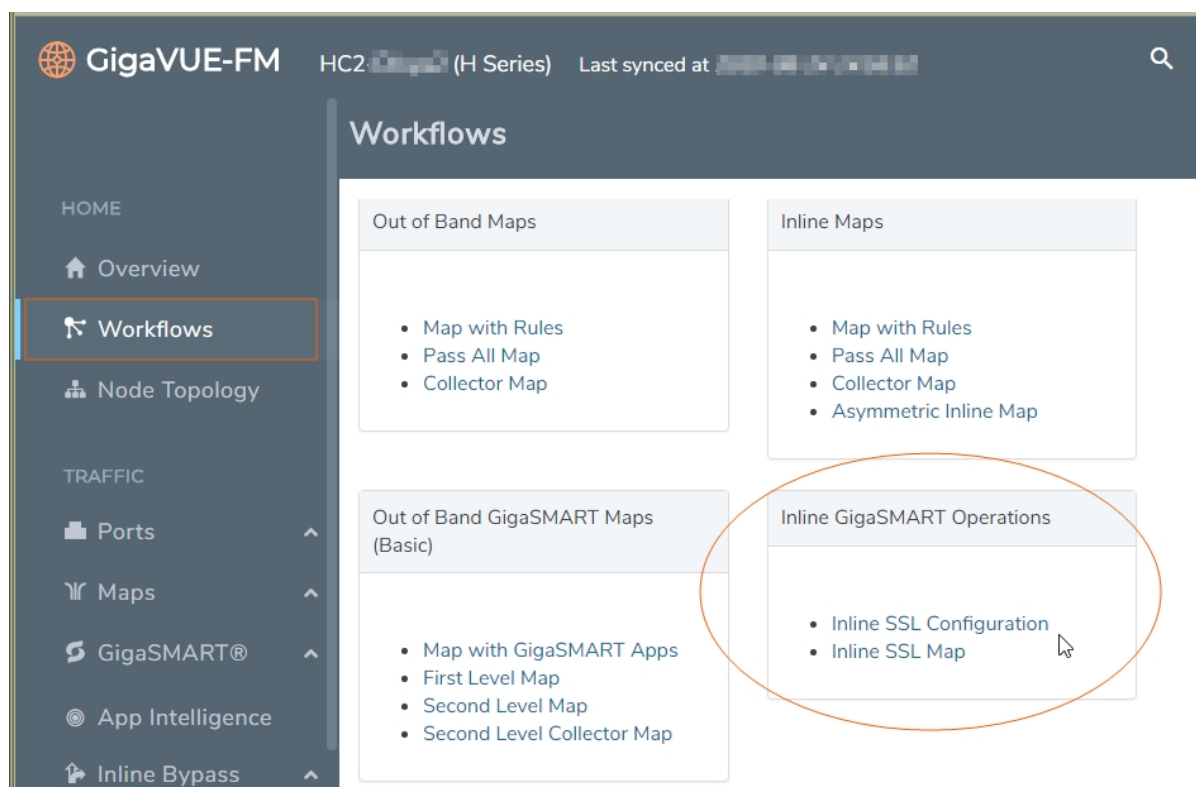 GigaVUE-FM
HC2- (H Series) Last synced at
Workflows
HOME
Overview
Workflows
Node Topology
TRAFFIC
Ports
Maps
GigaSMART®
App Intelligence
Inline Bypass
Out of Band Maps
• Map with Rules
• Pass All Map
• Collector Map
Inline Maps
• Map with Rules
• Pass All Map
• Collector Map
• Asymmetric Inline Map
Out of Band GigaSMART Maps
(Basic)
• Map with GigaSMART Apps
• First Level Map
• Second Level Map
• Second Level Collector Map
Inline GigaSMART Operations
• Inline SSL Configuration
• Inline SSL Map